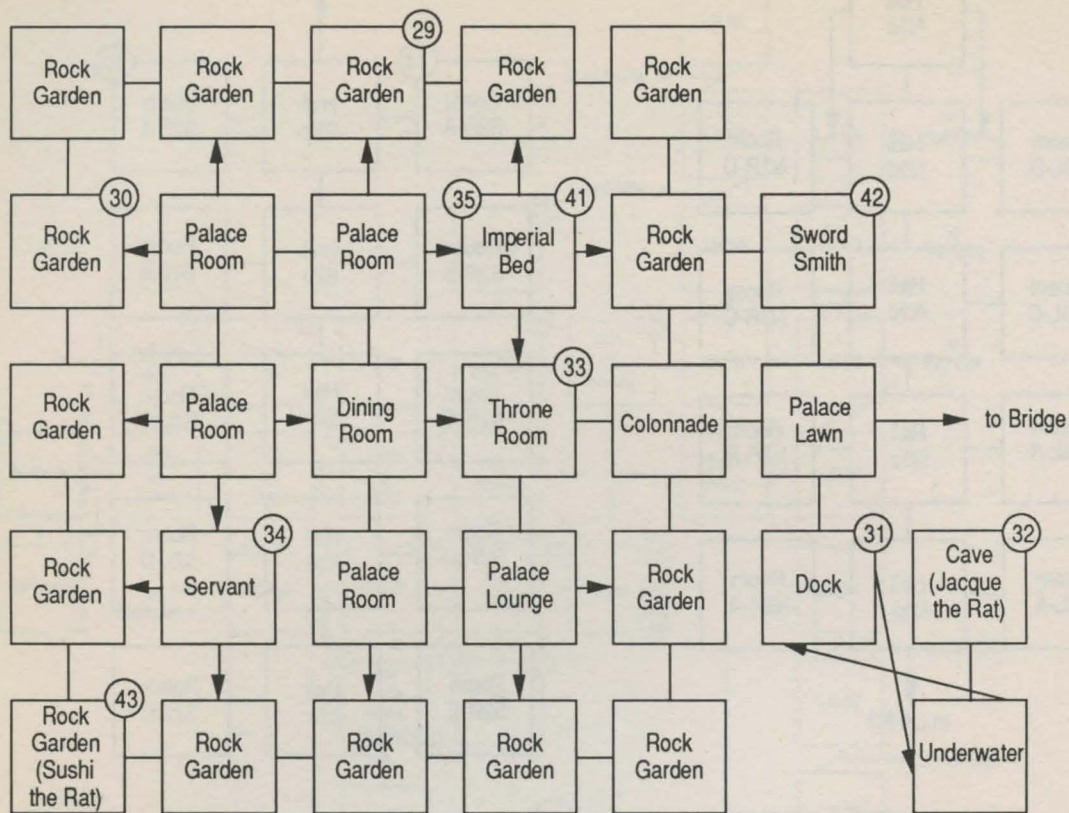 29
Rock
Garden
Rock
Garden
Rock
Garden
Rock
Garden
Rock
Garden
30
35
41
42
Rock
Garden
Palace
Room
Palace
Room
Imperial
Bed
Rock
Garden
Sword
Smith
33
Rock
Garden
Palace
Room
Dining
Room
Throne
Room
Colonnade
Palace
Lawn
to Bridge
34
31
32
Rock
Garden
Servant
Palace
Room
Palace
Lounge
Rock
Garden
Dock
Cave
(Jacque
the Rat)
43
Rock
Garden
(Sushi
the Rat)
Rock
Garden
Rock
Garden
Rock
Garden
Rock
Garden
Underwater